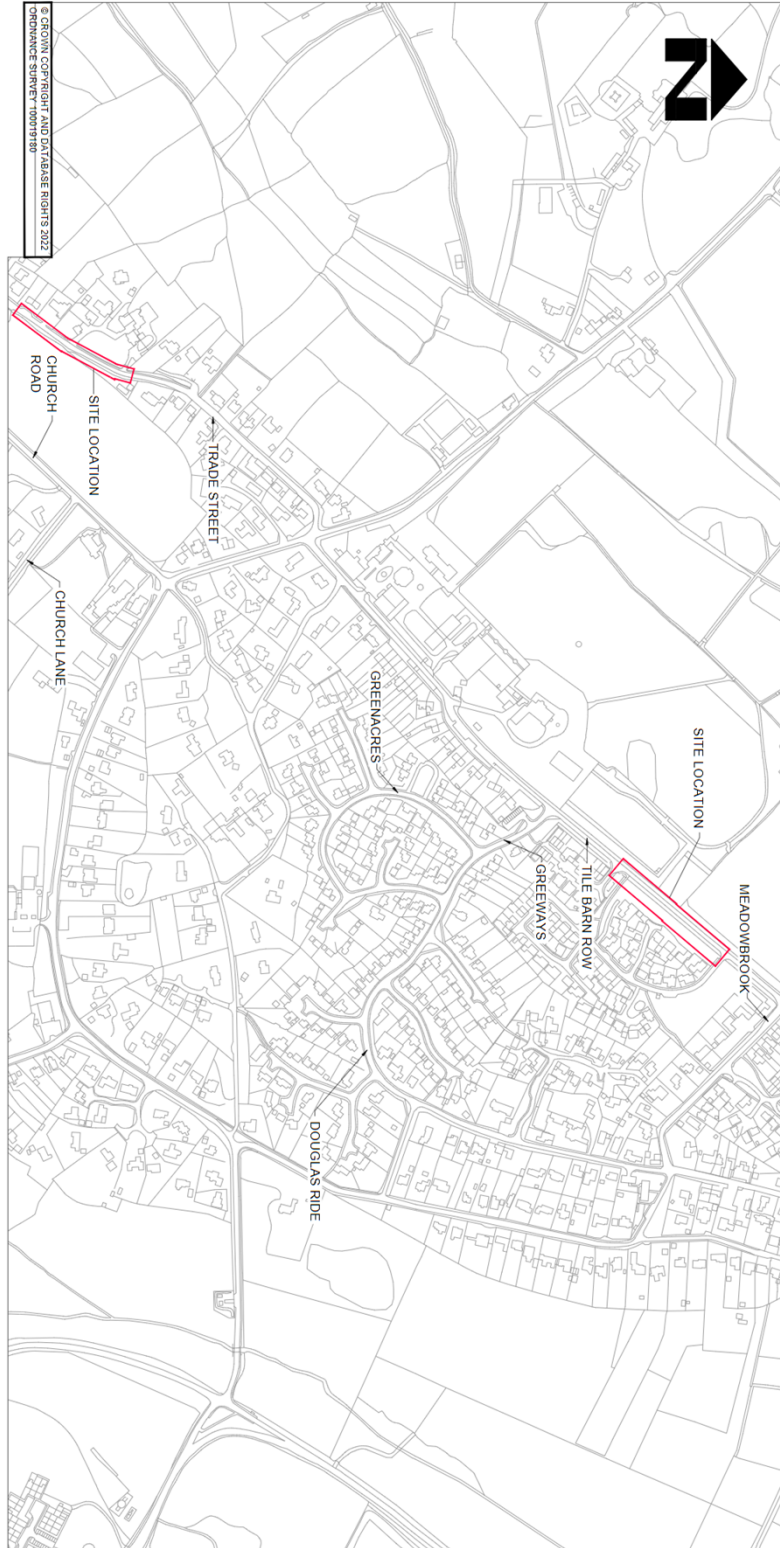 N
© CROWN COPYRIGHT AND DATABASE RIGHTS 2022
ORDNANCE SURVEY 100019180
SITE LOCATION
CHURCH
ROAD
TRADE STREET
CHURCH LANE
GREENACRES
SITE LOCATION
GREEWAYS
TILE BARN ROW
MEADOWBROOK
DOUGLAS RIDE